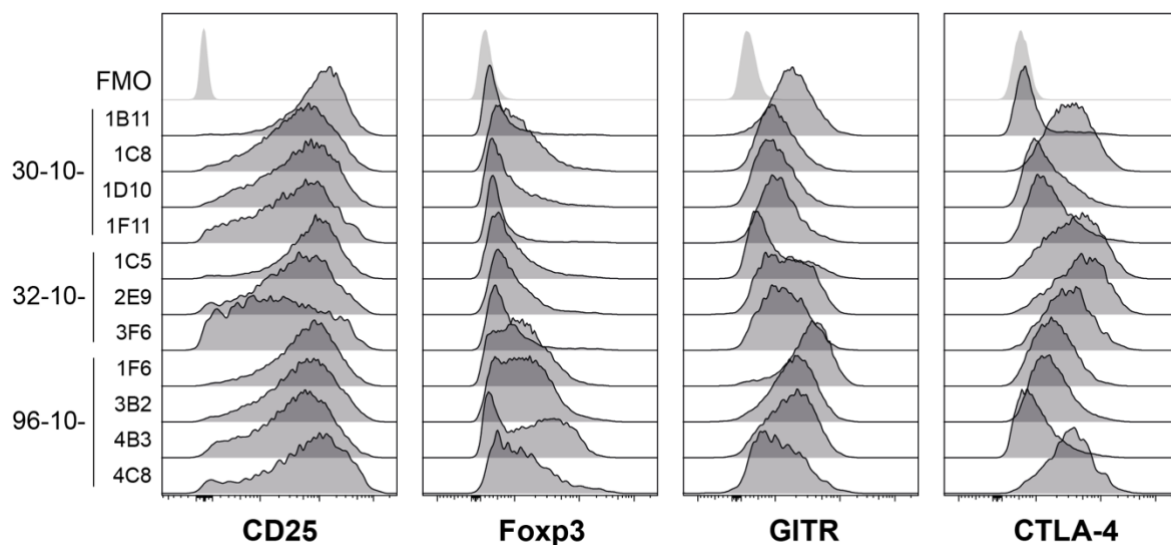 FMO
1B11
1C8
30-10-
1D10
1F11
1C5
32-10-
2E9
3F6
1F6
3B2
96-10-
4B3
4C8
CD25 Foxp3 GITR CTLA-4